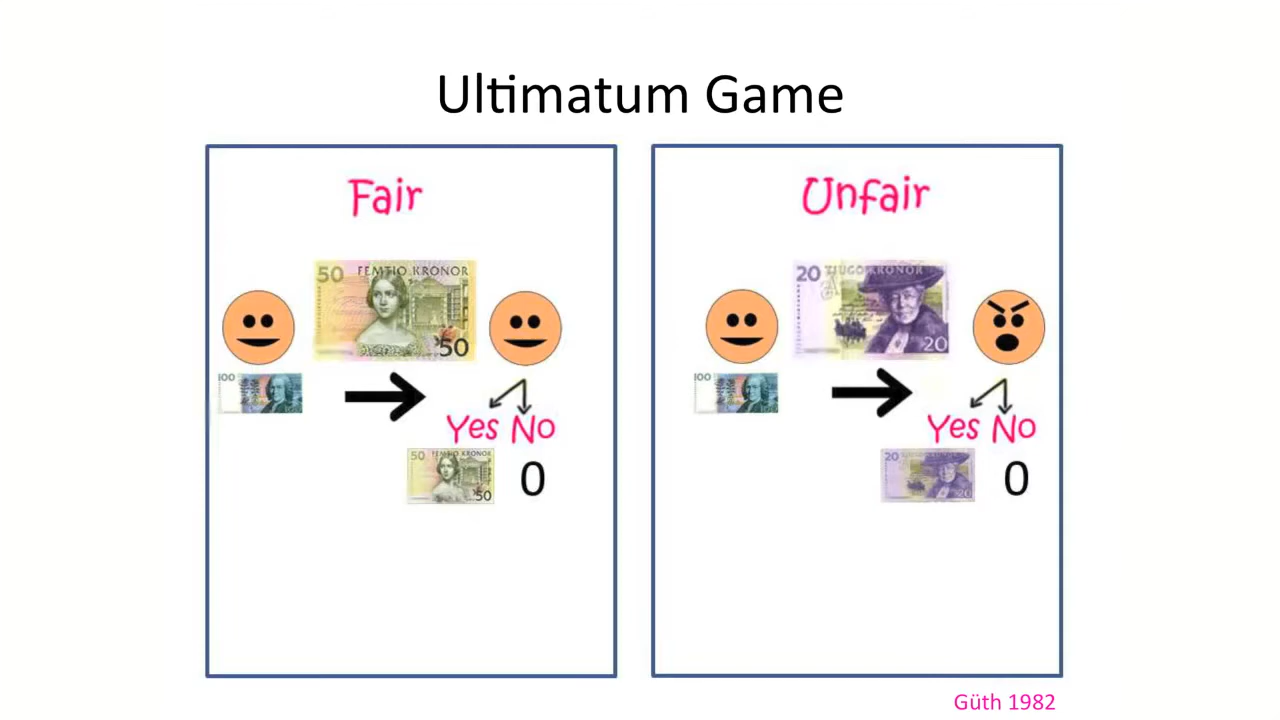 Ultimatum Game
Fair
50 FEMTIO KRONOR
50
100
Yes No
50 FEMTIO KRONOR
50
0
Unfair
20 TJUGO KRONOR
20
100
Yes No
20
20
0
Güth 1982